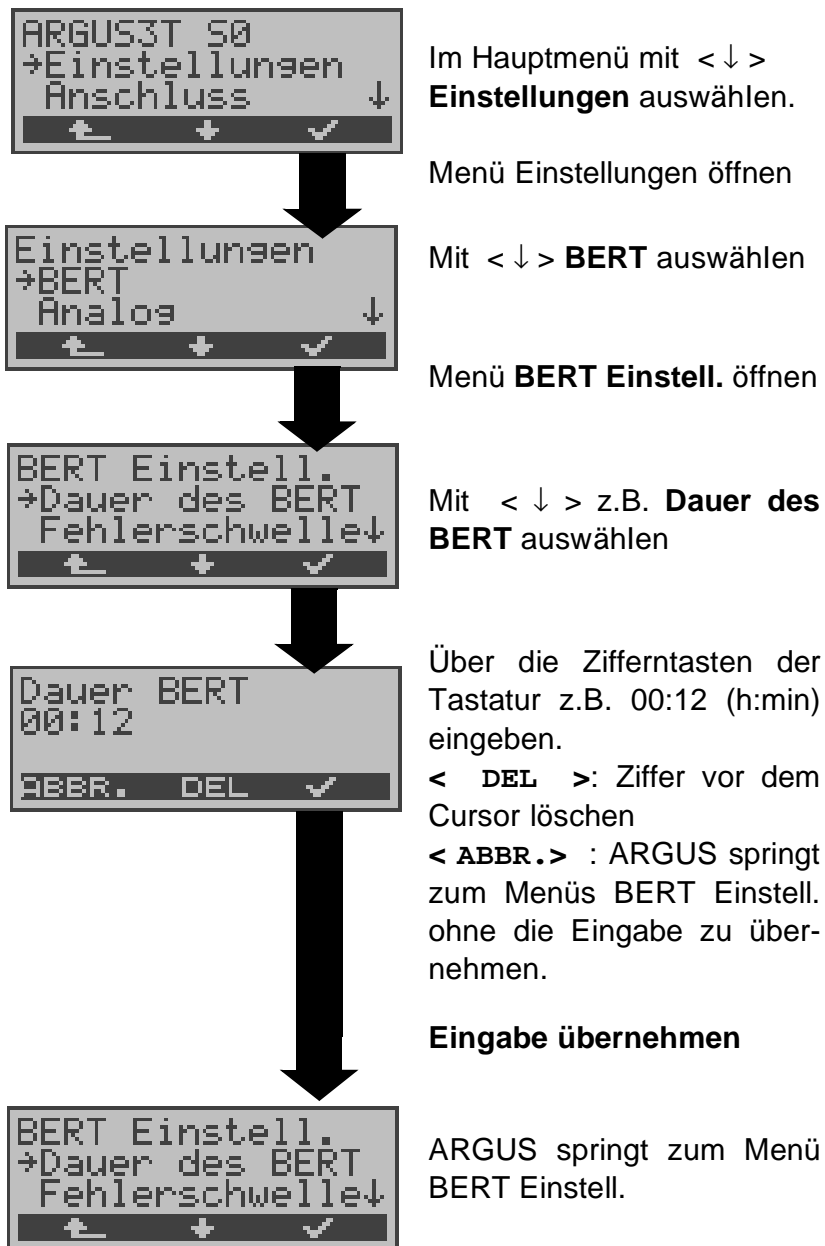 ARGUS3T S0
→Einstellungen
Anschluss ↓
Im Hauptmenü mit < ↓ >
Einstellungen auswählen.
Menü Einstellungen öffnen
Einstellungen
→BERT
Analog ↓
Mit < ↓ > BERT auswählen
Menü BERT Einstell. öffnen
BERT Einstell.
→Dauer des BERT
Fehlerschwelle↓
Mit < ↓ > z.B. Dauer des
BERT auswählen
Dauer BERT
00:12
ABBR. DEL ✓
Über die Zifferntasten der
Tastatur z.B. 00:12 (h:min)
eingeben.
< DEL >: Ziffer vor dem
Cursor löschen
< ABBR.> : ARGUS springt
zum Menüs BERT Einstell.
ohne die Eingabe zu über-
nehmen.
Eingabe übernehmen
BERT Einstell.
→Dauer des BERT
Fehlerschwelle↓
ARGUS springt zum Menü
BERT Einstell.